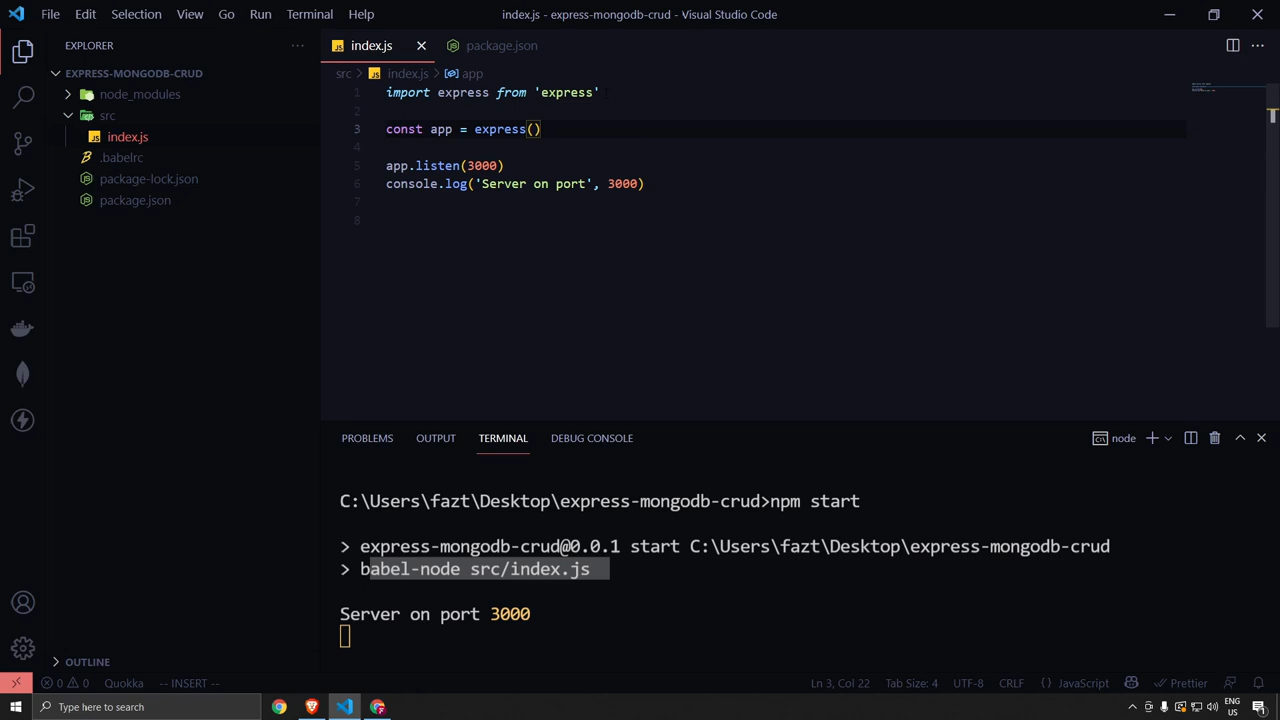 File Edit Selection View Go Run Terminal Help index.js - express-mongodb-crud - Visual Studio Code
EXPLORER
EXPRESS-MONGODB-CRUD
node_modules
src
JS index.js
.babelrc
package-lock.json
package.json
OUTLINE
JS index.js package.json
src > JS index.js > app
1 import express from 'express'
2
3 const app = express()
4
5 app.listen(3000)
6 console.log('Server on port', 3000)
7
8
PROBLEMS OUTPUT TERMINAL DEBUG CONSOLE node
C:\Users\fazt\Desktop\express-mongodb-crud>npm start
> express-mongodb-crud@0.0.1 start C:\Users\fazt\Desktop\express-mongodb-crud
> babel-node src/index.js
Server on port 3000
0 0 Quokka -- INSERT -- Ln 3, Col 22 Tab Size: 4 UTF-8 CRLF {} JavaScript Prettier
Type here to search ENG
US